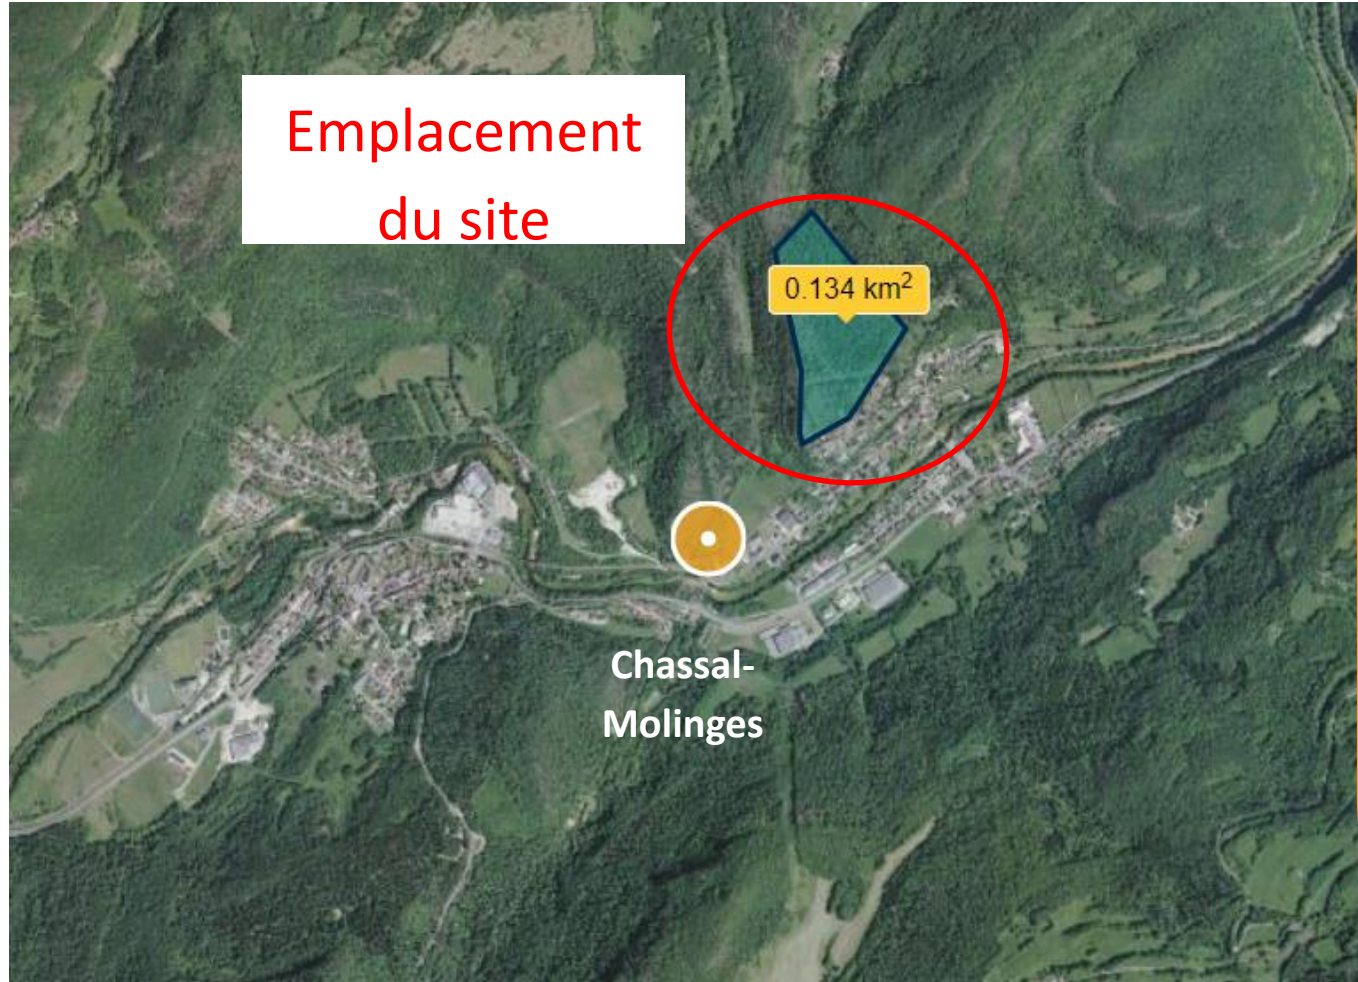 Emplacement
du site
0.134 km²
Chassal-
Molinges